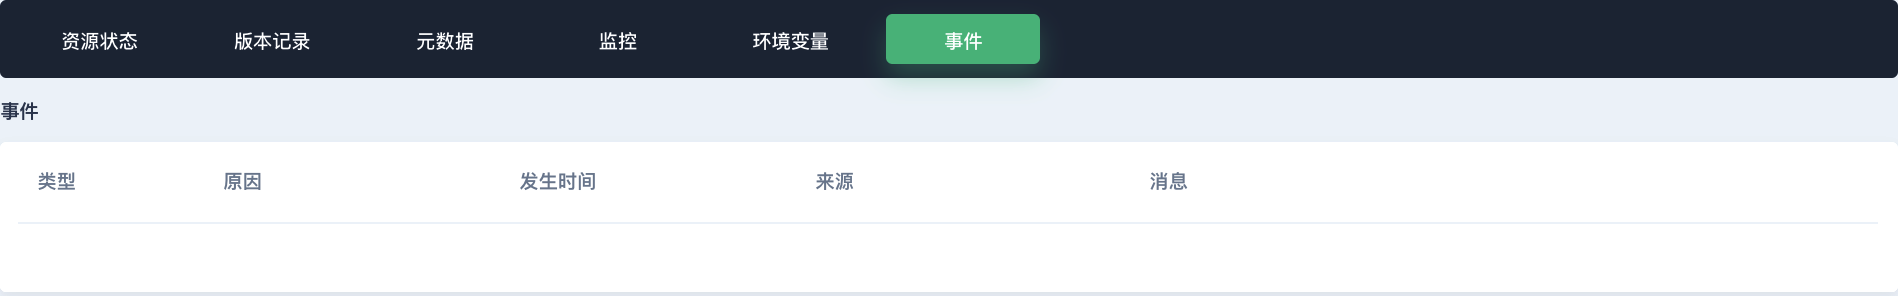 资源状态 版本记录 元数据 监控 环境变量 事件
事件
类型 原因 发生时间 来源 消息